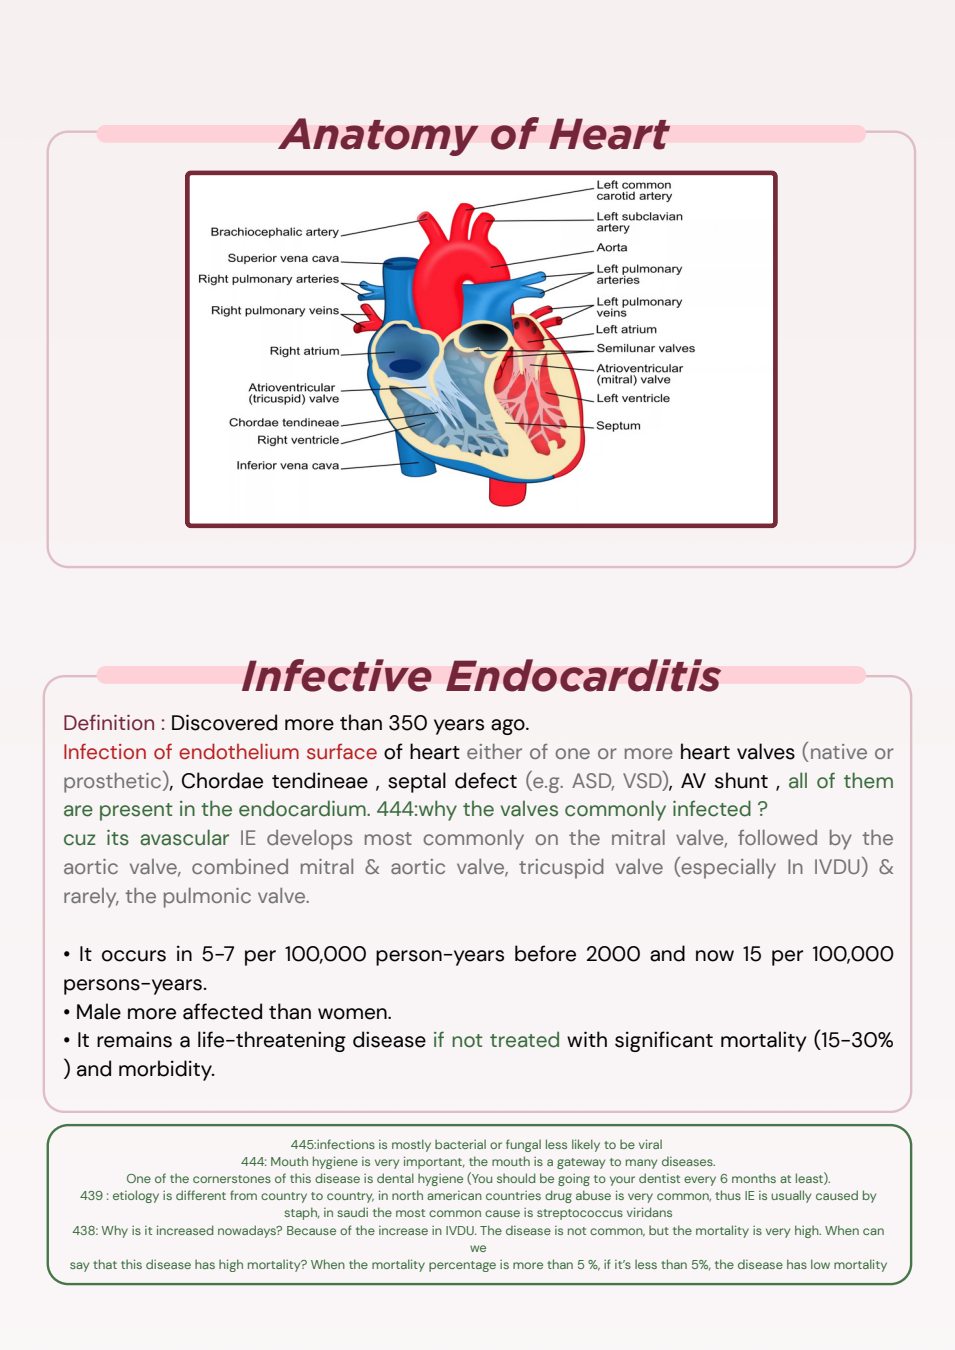 Anatomy of Heart
Left common
carotid artery
Left subclavian
artery
Brachiocephalic artery
Aorta
Superior vena cava
Left pulmonary
arteries
Right pulmonary arteries
Left pulmonary
veins
Right pulmonary veins
Left atrium
Semilunar valves
Right atrium
Atrioventricular
(mitral) valve
Atrioventricular
(tricuspid) valve
Left ventricle
Chordae tendineae
Septum
Right ventricle
Inferior vena cava
Infective Endocarditis
Definition : Discovered more than 350 years ago.
Infection of endothelium surface of heart either of one or more heart valves (native or
prosthetic), Chordae tendineae , septal defect (e.g. ASD, VSD), AV shunt , all of them
are present in the endocardium. 444:why the valves commonly infected ?
cuz its avascular IE develops most commonly on the mitral valve, followed by the
aortic valve, combined mitral & aortic valve, tricuspid valve (especially In IVDU) &
rarely, the pulmonic valve.
• It occurs in 5-7 per 100,000 person-years before 2000 and now 15 per 100,000
persons-years.
• Male more affected than women.
• It remains a life-threatening disease if not treated with significant mortality (15-30%
) and morbidity.
445:infections is mostly bacterial or fungal less likely to be viral
444: Mouth hygiene is very important, the mouth is a gateway to many diseases.
One of the cornerstones of this disease is dental hygiene (You should be going to your dentist every 6 months at least).
439 : etiology is different from country to country, in north american countries drug abuse is very common, thus IE is usually caused by
staph, in saudi the most common cause is streptococcus viridans
438: Why is it increased nowadays? Because of the increase in IVDU. The disease is not common, but the mortality is very high. When can
we
say that this disease has high mortality? When the mortality percentage is more than 5 %, if it's less than 5%, the disease has low mortality